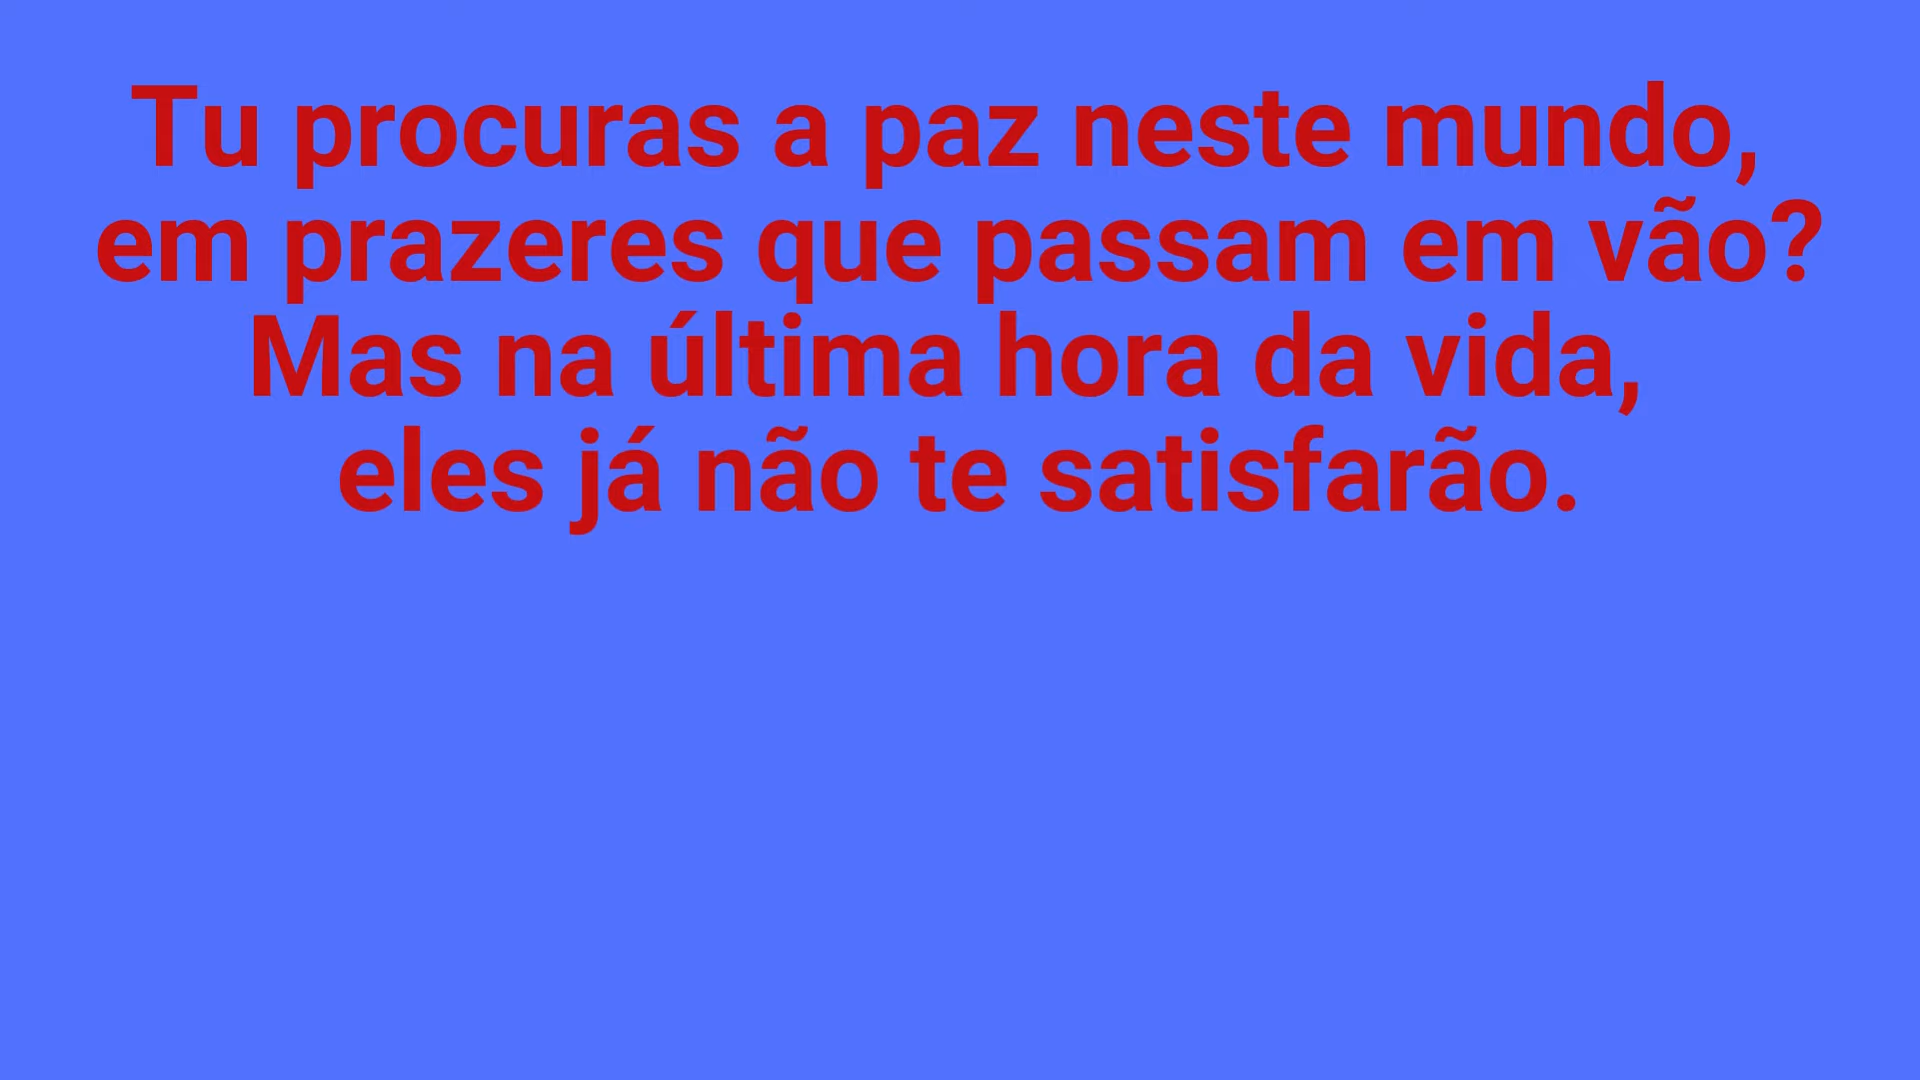 Tu procuras a paz neste mundo,
em prazeres que passam em vão?
Mas na última hora da vida,
eles já não te satisfarão.